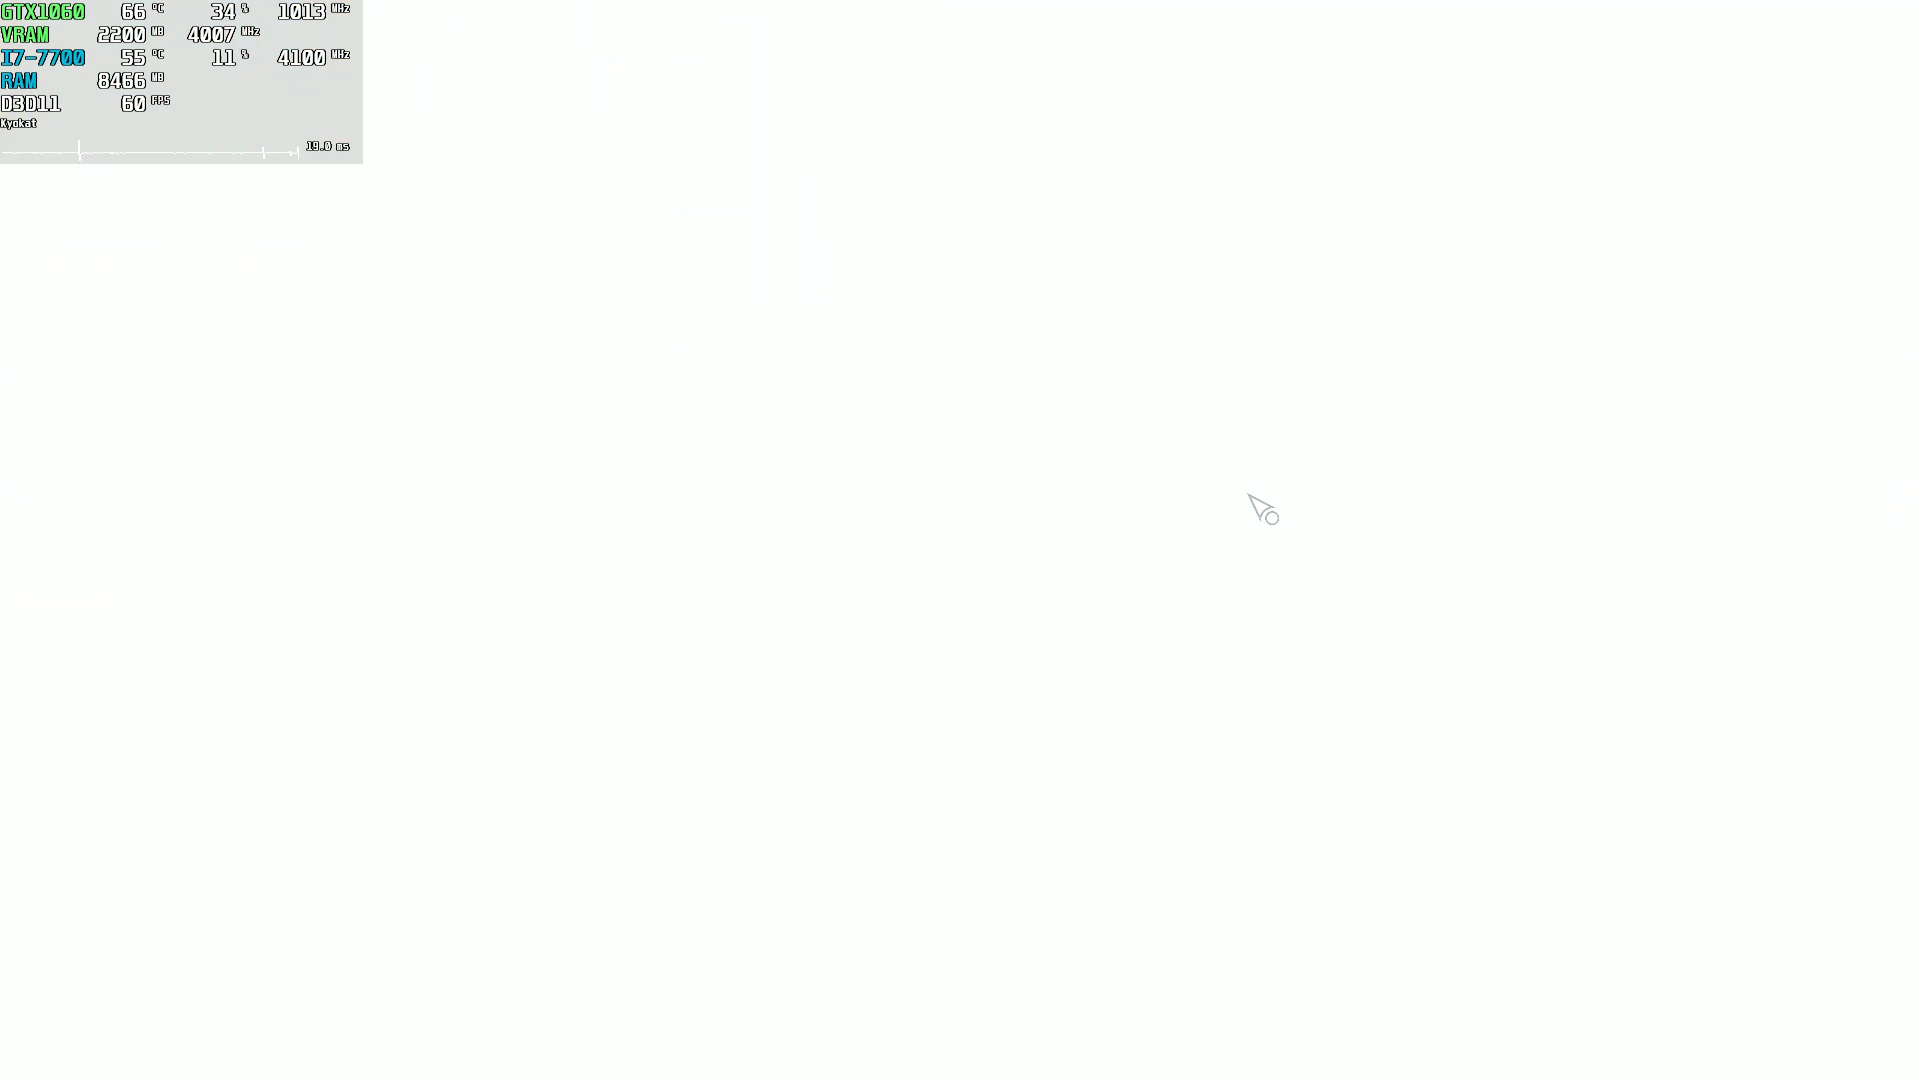 GTX1060 66 °C 34 % 1013 MHz
VRAM 2200 MB 4007 MHz
I7-7700 55 °C 11 % 4100 MHz
RAM 8466 MB
D3D11 60 FPS
Kyokat
19.0 ms